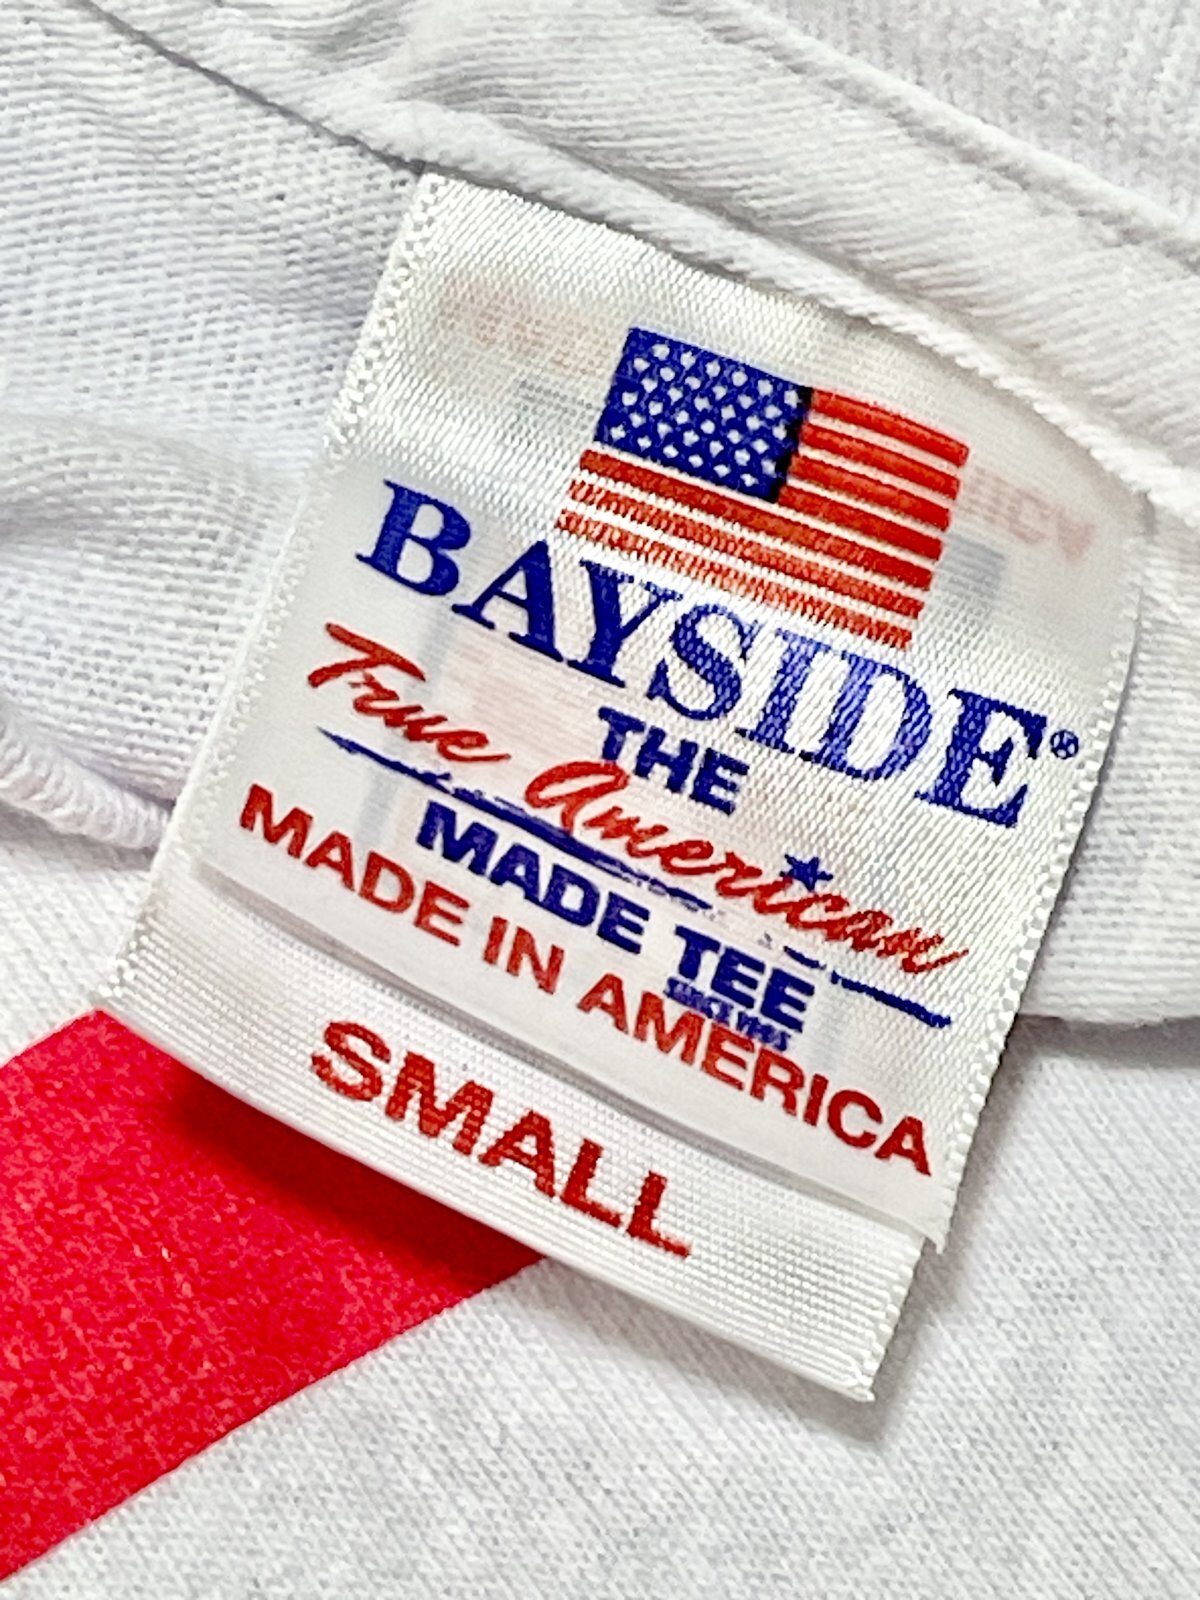 BAYSIDE®
THE
True American
MADE TEE
MADE IN AMERICA
SMALL